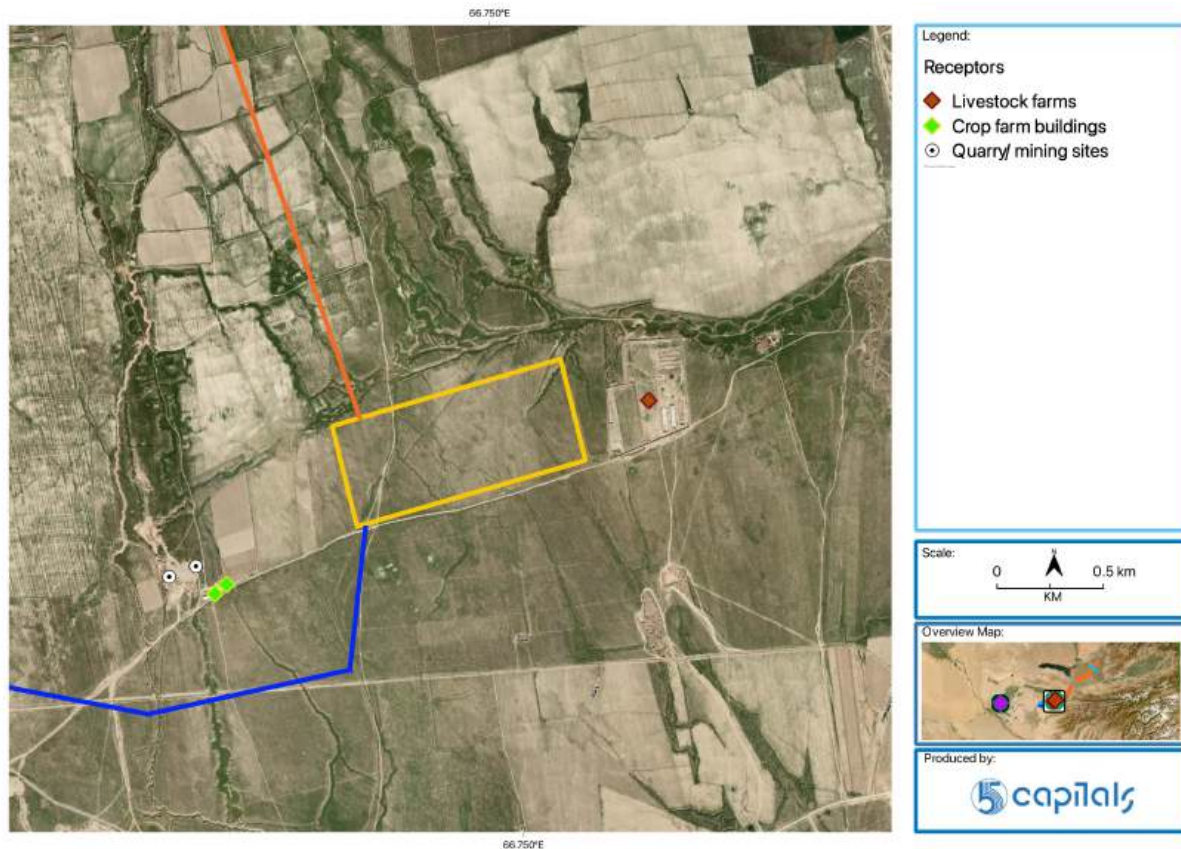 66.750°E
Legend:
Receptors
Livestock farms
Crop farm buildings
Quarry/ mining sites
Scale:
N
0 0.5 km
KM
Overview Map:
Produced by:
5 capitals
66.750°E